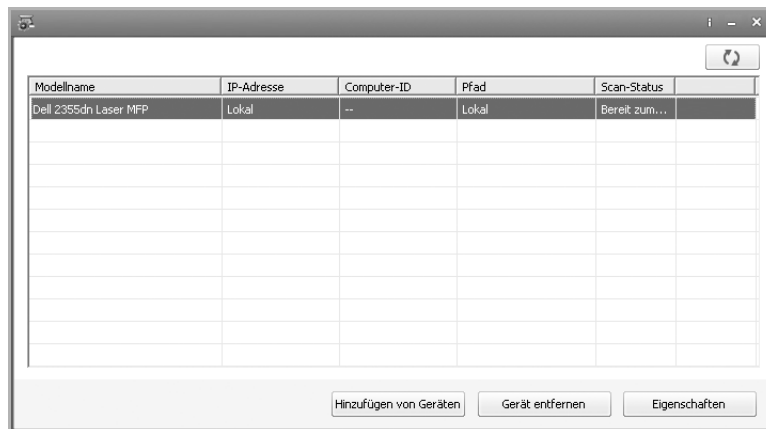 Modellname IP-Adresse Computer-ID Pfad Scan-Status
Dell 2355dn Laser MFP Lokal -- Lokal Bereit zum...
Hinzufügen von Geräten Gerät entfernen Eigenschaften